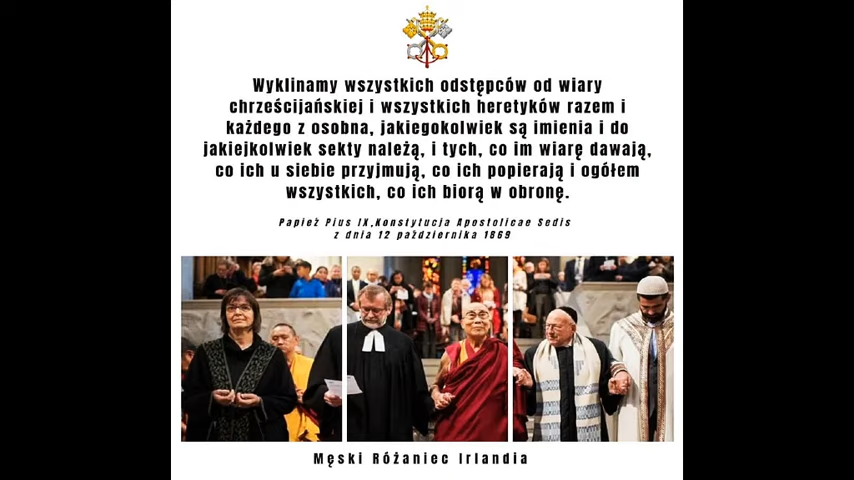 Wyklinamy wszystkich odstępców od wiary
chrześcijańskiej i wszystkich heretyków razem i
każdego z osobna, jakiegokolwiek są imienia i do
jakiejkolwiek sekty należą, i tych, co im wiarę dawają,
co ich u siebie przyjmują, co ich popierają i ogółem
wszystkich, co ich biorą w obronę.
Papież Pius IX,Konstytucja Apostolicae Sedis
z dnia 12 października 1869
Męski Różaniec Irlandia